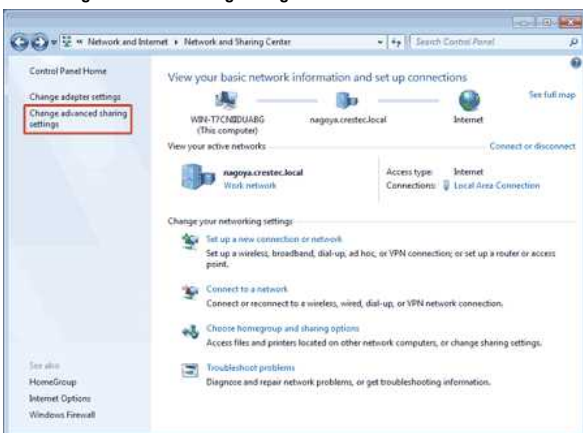 « Network and Internet ▸ Network and Sharing Center
Search Control Panel
Control Panel Home
Change adapter settings
Change advanced sharing
settings
See also
HomeGroup
Internet Options
Windows Firewall
View your basic network information and set up connections
See full map
WIN-T7CNBDUABG
(This computer)
nagoya.crestec.local
Internet
View your active networks
Connect or disconnect
nagoya.crestec.local
Work network
Access type: Internet
Connections: Local Area Connection
Change your networking settings
Set up a new connection or network
Set up a wireless, broadband, dial-up, ad hoc, or VPN connection; or set up a router or access
point.
Connect to a network
Connect or reconnect to a wireless, wired, dial-up, or VPN network connection.
Choose homegroup and sharing options
Access files and printers located on other network computers, or change sharing settings.
Troubleshoot problems
Diagnose and repair network problems, or get troubleshooting information.